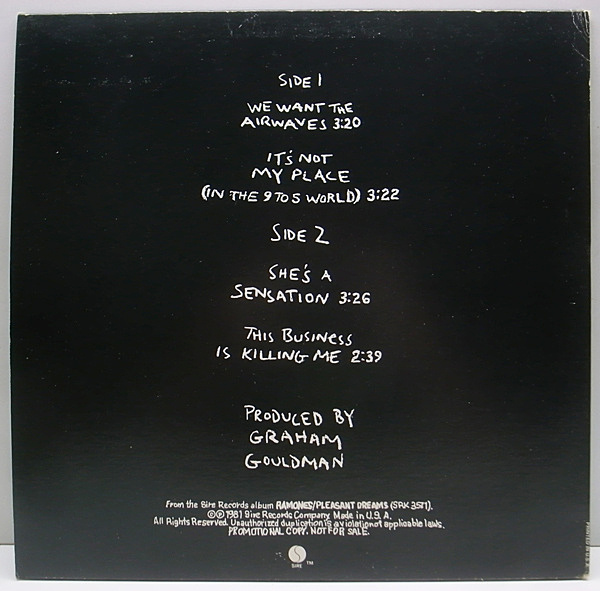 SIDE 1
WE WANT THE
AIRWAVES 3:20
IT'S NOT
MY PLACE
(IN THE 9 TO 5 WORLD) 3:22
SIDE 2
SHE'S A
SENSATION 3:26
THIS BUSINESS
IS KILLING ME 2:39
PRODUCED BY
GRAHAM
GOULDMAN
From the Sire Records album RAMONES/PLEASANT DREAMS (SRK 3571).
©℗ 1981 Sire Records Company. Made in U.S.A.
All Rights Reserved. Unauthorized duplication is a violation of applicable laws.
PROMOTIONAL COPY. NOT FOR SALE.
SIRE ™